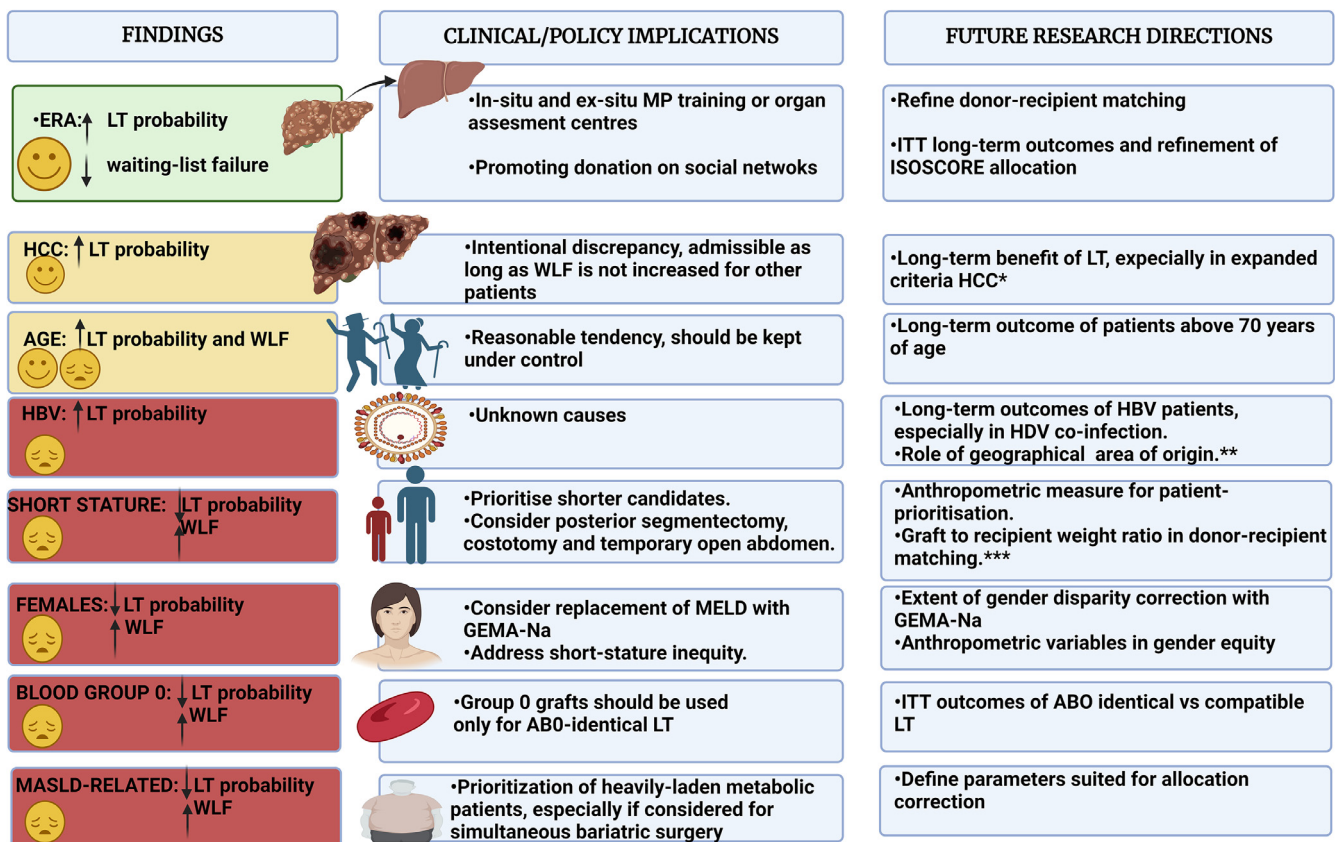 FINDINGS
CLINICAL/POLICY IMPLICATIONS
FUTURE RESEARCH DIRECTIONS
•ERA: LT probability
waiting-list failure
•In-situ and ex-situ MP training or organ
assesment centres
•Promoting donation on social netwoks
•Refine donor-recipient matching
•ITT long-term outcomes and refinement of
ISOSCORE allocation
HCC: LT probability
•Intentional discrepancy, admissible as
long as WLF is not increased for other
patients
•Long-term benefit of LT, expecially in expanded
criteria HCC*
AGE: LT probability and WLF
•Reasonable tendency, should be kept
under control
•Long-term outcome of patients above 70 years
of age
HBV: LT probability
•Unknown causes
•Long-term outcomes of HBV patients,
especially in HDV co-infection.
•Role of geographical area of origin.**
SHORT STATURE: LT probability
WLF
•Prioritise shorter candidates.
•Consider posterior segmentectomy,
costotomy and temporary open abdomen.
•Anthropometric measure for patient-
prioritisation.
•Graft to recipient weight ratio in donor-recipient
matching.***
FEMALES: LT probability
WLF
•Consider replacement of MELD with
GEMA-Na
•Address short-stature inequity.
•Extent of gender disparity correction with
GEMA-Na
•Anthropometric variables in gender equity
BLOOD GROUP 0: LT probability
WLF
•Group 0 grafts should be used
only for AB0-identical LT
•ITT outcomes of ABO identical vs compatible
LT
MASLD-RELATED: LT probability
WLF
•Prioritization of heavily-laden metabolic
patients, especially if considered for
simultaneous bariatric surgery
•Define parameters suited for allocation
correction